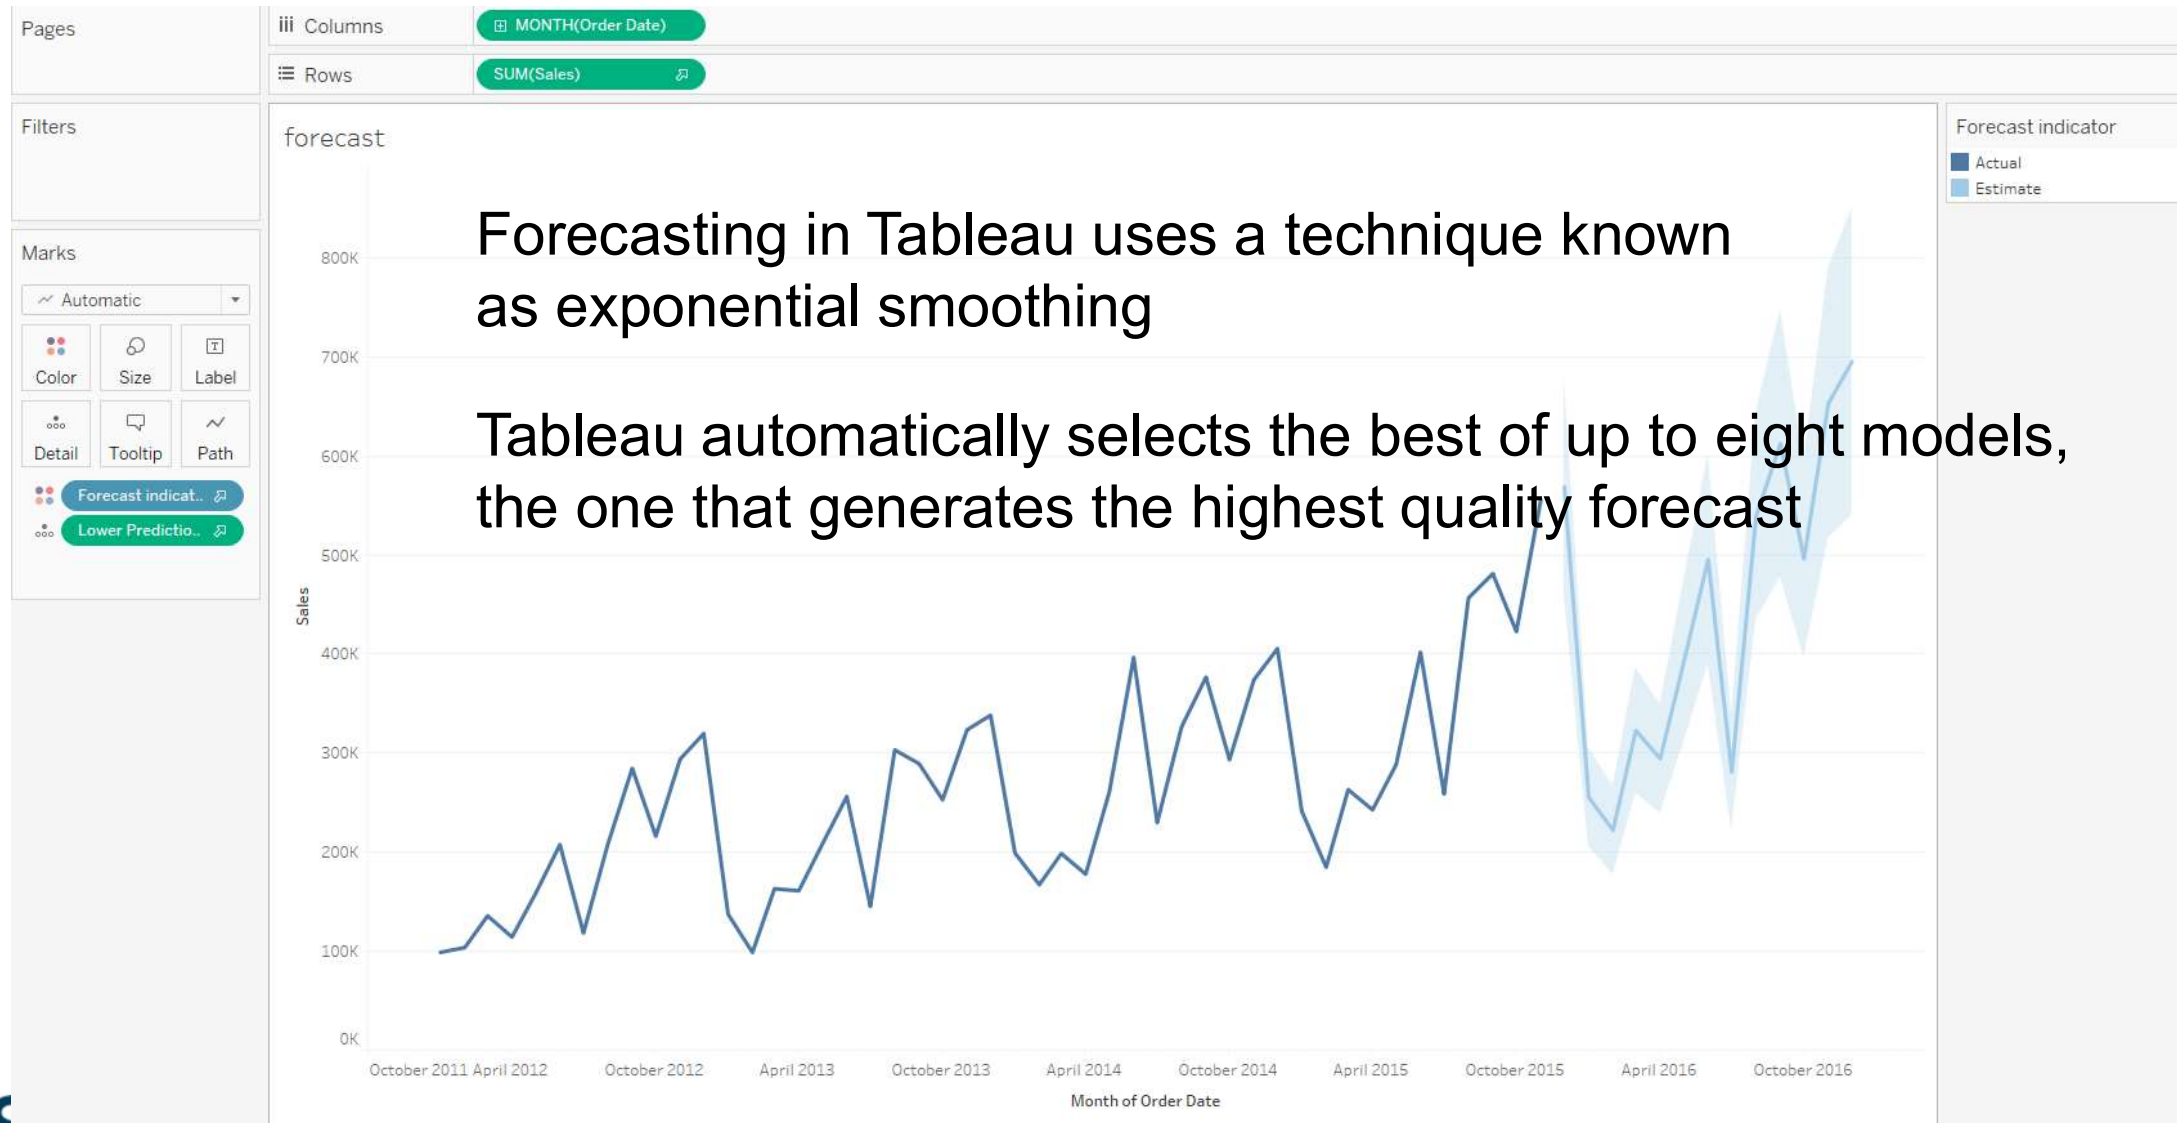 Pages
Columns
MONTH(Order Date)
Rows
SUM(Sales)
Filters
Marks
Automatic
Color
Size
Label
Detail
Tooltip
Path
Forecast indicat..
Lower Predictio..
forecast
Forecasting in Tableau uses a technique known
as exponential smoothing
Tableau automatically selects the best of up to eight models,
the one that generates the highest quality forecast
800K
700K
600K
500K
400K
300K
200K
100K
0K
Sales
October 2011 April 2012 October 2012 April 2013 October 2013 April 2014 October 2014 April 2015 October 2015 April 2016 October 2016
Month of Order Date
Forecast indicator
Actual
Estimate